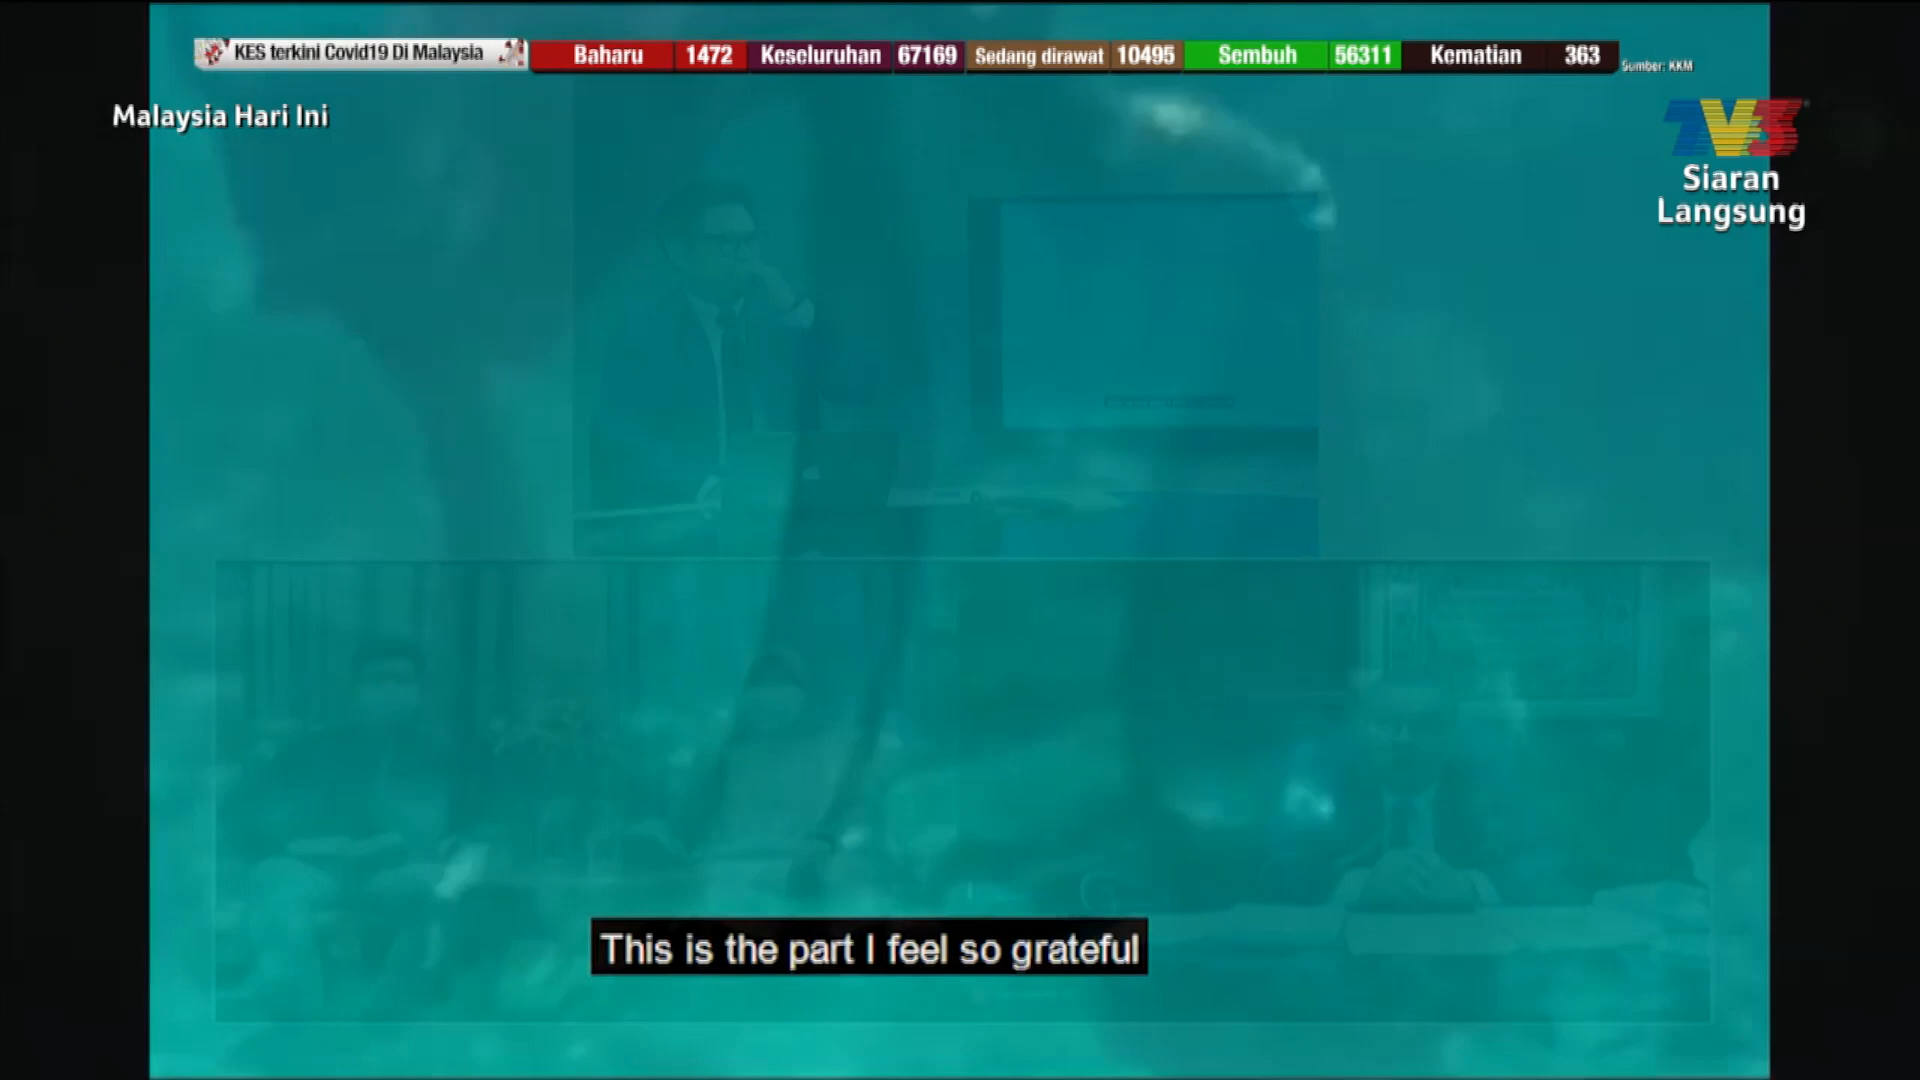 KES terkini Covid19 Di Malaysia
Baharu 1472 Keseluruhan 67169 Sedang dirawat 10495 Sembuh 56311 Kematian 363
Sumber: KKM
Malaysia Hari Ini
TV3
Siaran
Langsung
This is the part I feel so grateful